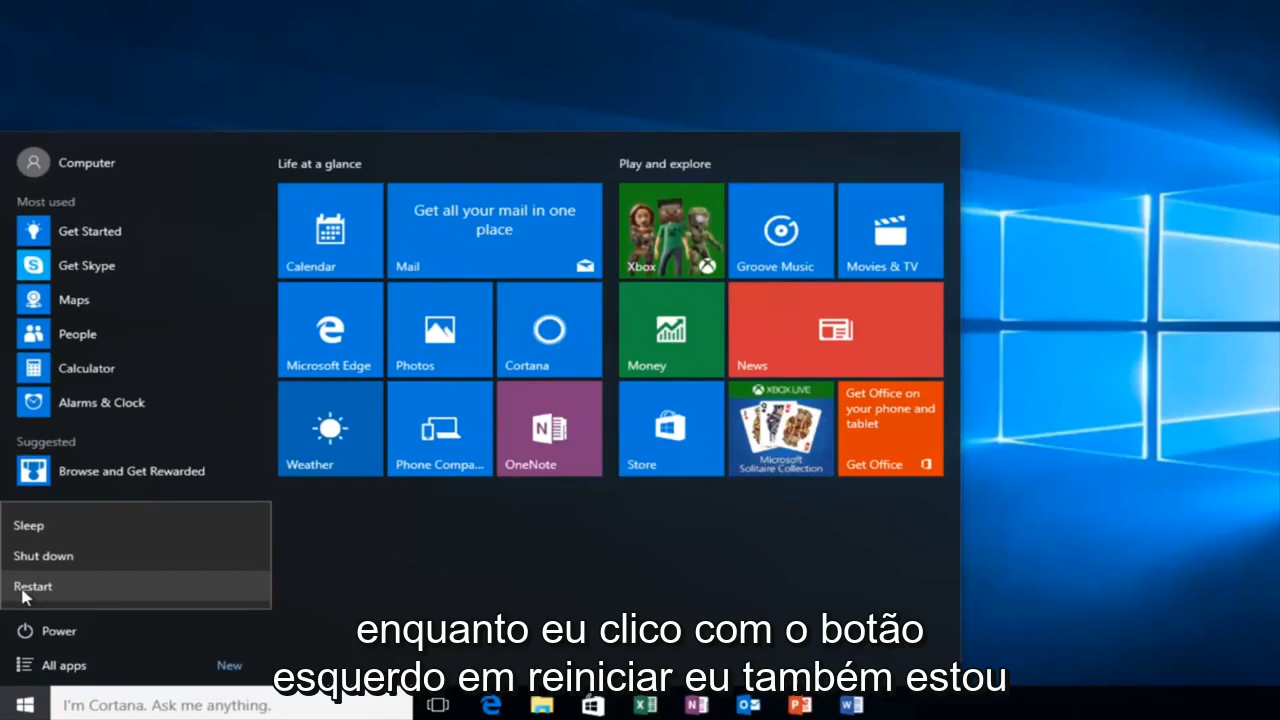 Computer
Most used
Get Started
Get Skype
Maps
People
Calculator
Alarms & Clock
Suggested
Browse and Get Rewarded
Sleep
Shut down
Restart
Power
All apps New
I'm Cortana. Ask me anything.
Life at a glance
Calendar
Get all your mail in one
place
Mail
Microsoft Edge
Photos
Cortana
Weather
Phone Compa...
OneNote
Play and explore
Xbox
Groove Music
Movies & TV
Money
News
Store
XBOX LIVE
Microsoft
Solitaire Collection
Get Office on
your phone and
tablet
Get Office
enquanto eu clico com o botão
esquerdo em reiniciar eu também estou